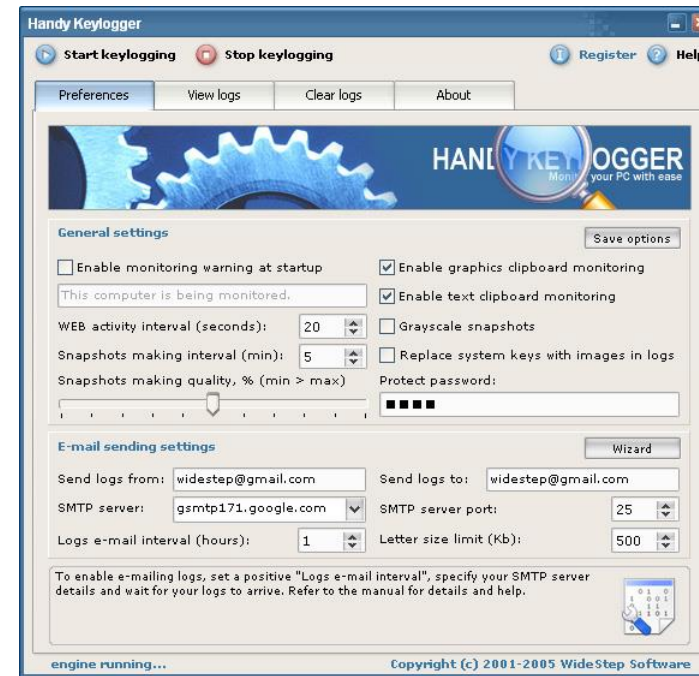 Handy Keylogger
Start keylogging Stop keylogging Register Help
Preferences View logs Clear logs About
HANDY KEYLOGGER
Monitor your PC with ease
General settings Save options
Enable monitoring warning at startup Enable graphics clipboard monitoring
This computer is being monitored. Enable text clipboard monitoring
WEB activity interval (seconds): 20 Grayscale snapshots
Snapshots making interval (min): 5 Replace system keys with images in logs
Snapshots making quality, % (min > max) Protect password:
E-mail sending settings Wizard
Send logs from: widestep@gmail.com Send logs to: widestep@gmail.com
SMTP server: gsmtp171.google.com SMTP server port: 25
Logs e-mail interval (hours): 1 Letter size limit (Kb): 500
To enable e-mailing logs, set a positive "Logs e-mail interval", specify your SMTP server
details and wait for your logs to arrive. Refer to the manual for details and help.
engine running... Copyright (c) 2001-2005 WideStep Software